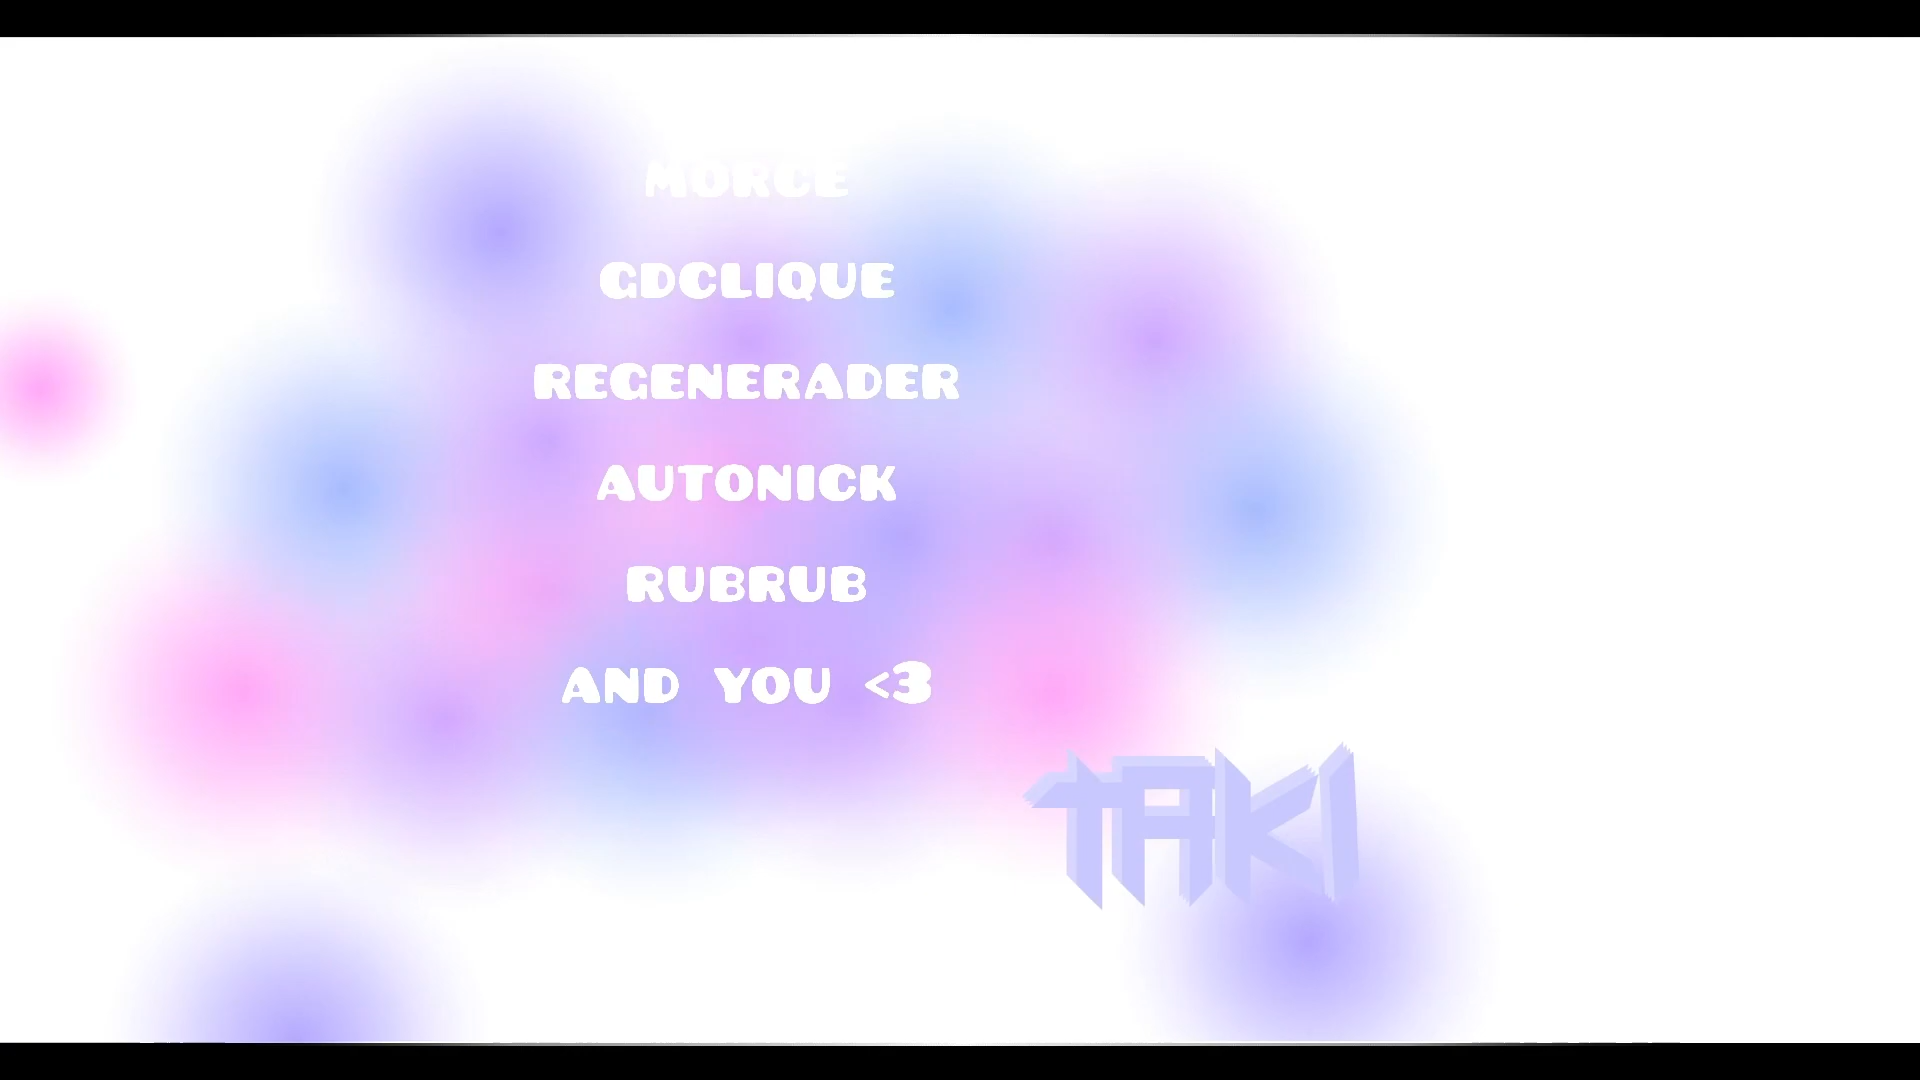 MORCE
GDCLIQUE
REGENERADER
AUTONICK
RUBRUB
AND YOU <3
TAKI